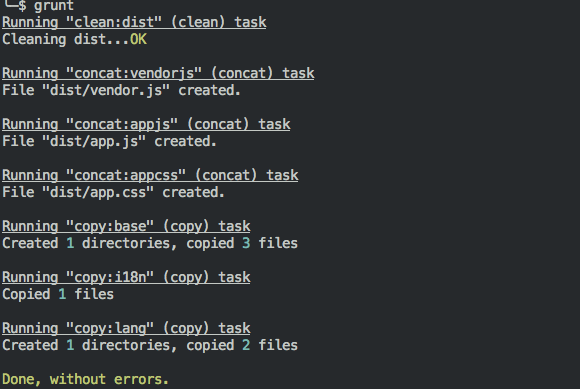 ╰─$ grunt
Running "clean:dist" (clean) task
Cleaning dist...OK
Running "concat:vendorjs" (concat) task
File "dist/vendor.js" created.
Running "concat:appjs" (concat) task
File "dist/app.js" created.
Running "concat:appcss" (concat) task
File "dist/app.css" created.
Running "copy:base" (copy) task
Created 1 directories, copied 3 files
Running "copy:i18n" (copy) task
Copied 1 files
Running "copy:lang" (copy) task
Created 1 directories, copied 2 files
Done, without errors.